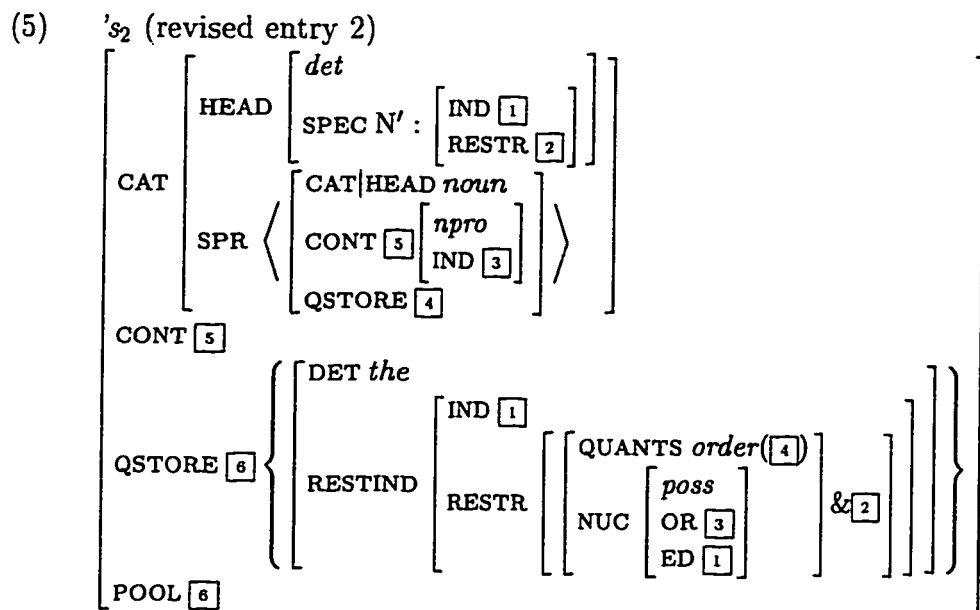 (5) 's₂ (revised entry 2)
det
HEAD
SPEC N′ : IND [1]
RESTR [2]
CAT
CAT|HEAD noun
SPR ⟨ CONT [5] npro
IND [3] ⟩
QSTORE [4]
CONT [5]
DET the
IND [1]
QSTORE [6] { RESTIND RESTR QUANTS order([4])
NUC poss
OR [3]
ED [1] & [2] }
POOL [6]